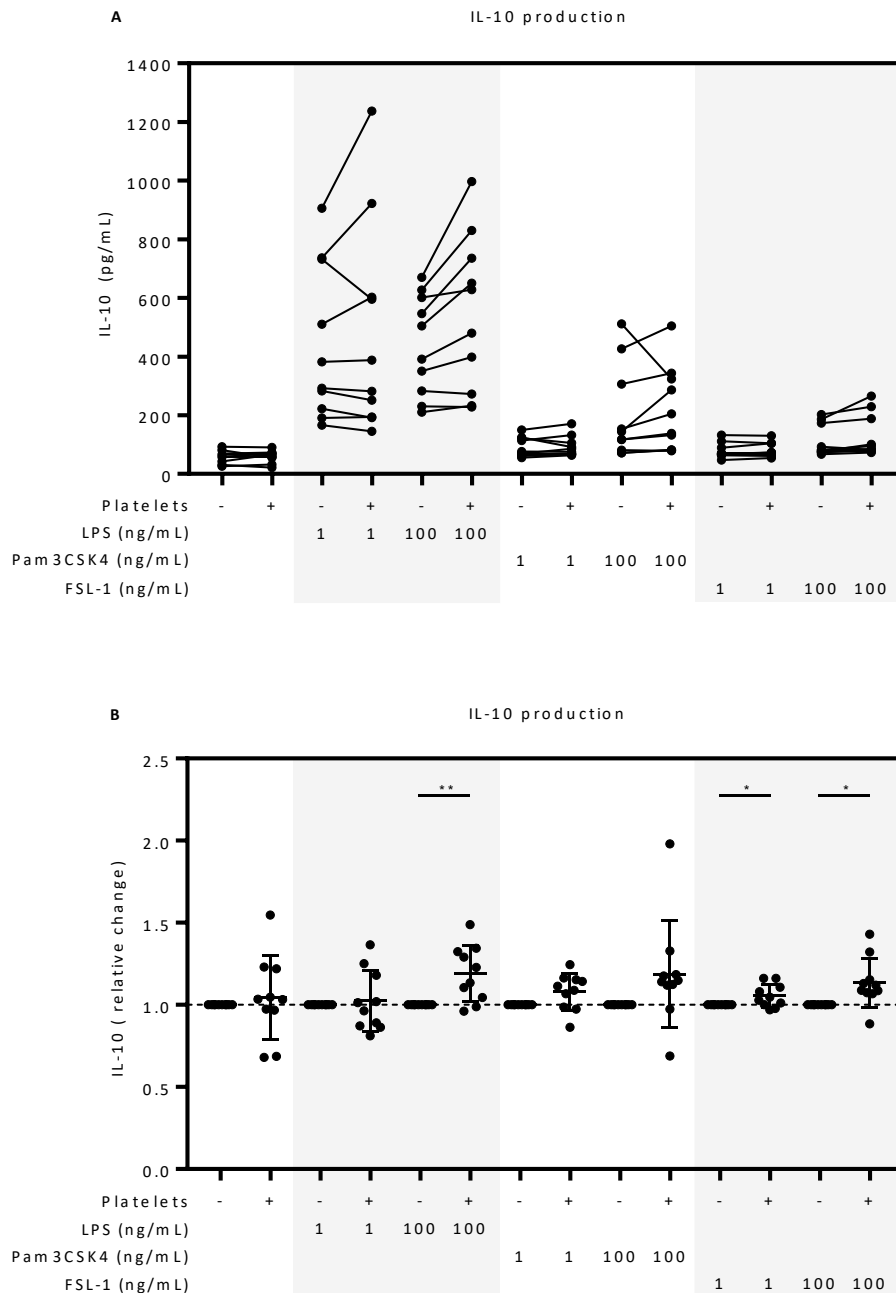 A
IL-10 production
1400
1200
1000
800
600
400
200
0
IL-10 (pg/mL)
Platelets - + - + - + - + - + - + - +
LPS (ng/mL) 1 1 100 100
Pam3CSK4 (ng/mL) 1 1 100 100
FSL-1 (ng/mL) 1 1 100 100
B
IL-10 production
2.5
2.0
1.5
1.0
0.5
0.0
IL-10 ( relative change)
** * *
Platelets - + - + - + - + - + - + - +
LPS (ng/mL) 1 1 100 100
Pam3CSK4 (ng/mL) 1 1 100 100
FSL-1 (ng/mL) 1 1 100 100